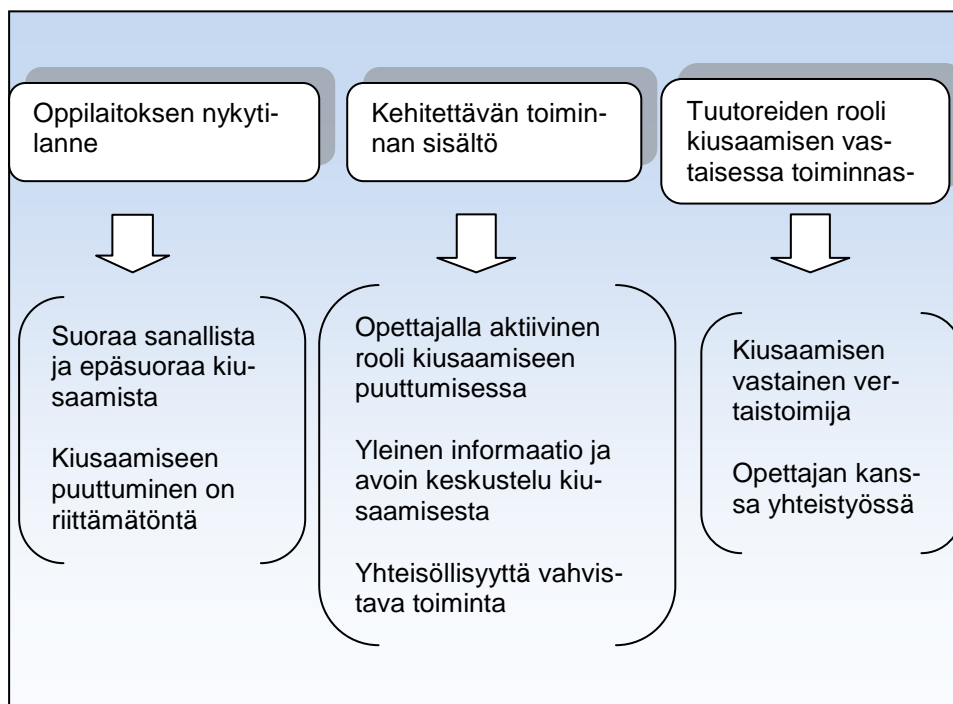 Oppilaitoksen nykyti-
lanne
Kehitettävän toimin-
nan sisältö
Tuutoreiden rooli
kiusaamisen vas-
taisessa toiminnas-
Suoraa sanallista
ja epäsuoraa kiu-
saamista
Kiusaamiseen
puuttuminen on
riittämätöntä
Opettajalla aktiivinen
rooli kiusaamiseen
puuttumisessa
Yleinen informaatio ja
avoin keskustelu kiu-
saamisesta
Yhteisöllisyyttä vahvis-
tava toiminta
Kiusaamisen
vastainen ver-
taistoimija
Opettajan kans-
sa yhteistyössä